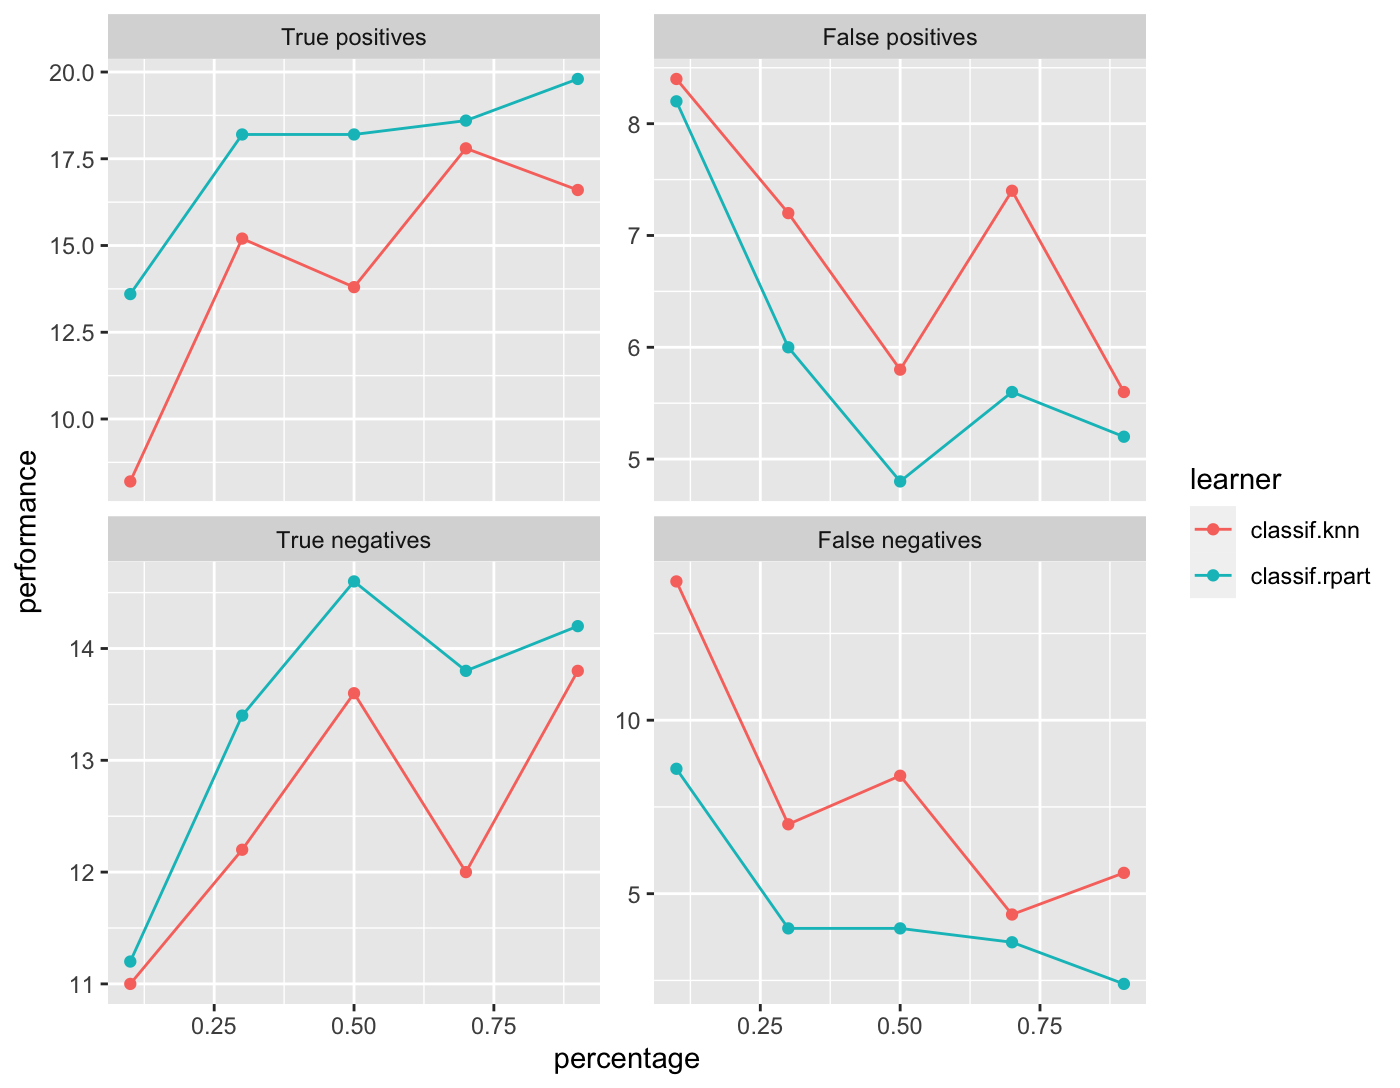 True positives
False positives
20.0
17.5
15.0
12.5
10.0
8
7
6
5
True negatives
False negatives
14
13
12
11
10
5
0.25 0.50 0.75
0.25 0.50 0.75
percentage
performance
learner
classif.knn
classif.rpart